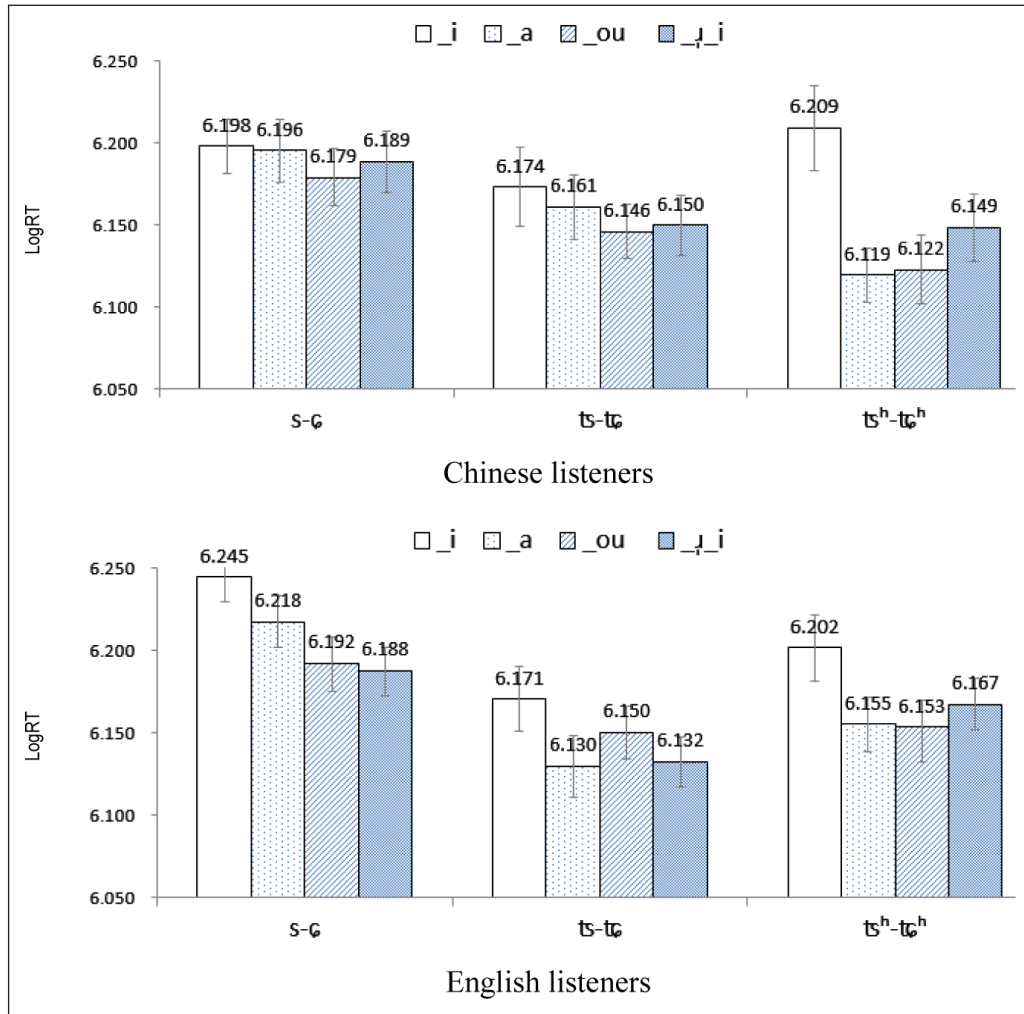 _i _a _ou _ɹ̩_i
6.250
6.200
6.150
6.100
6.050
LogRT
6.198 6.196 6.179 6.189
6.174 6.161 6.146 6.150
6.209 6.119 6.122 6.149
s-ɕ ts-tɕ tsʰ-tɕʰ
Chinese listeners
_i _a _ou _ɹ̩_i
6.250
6.200
6.150
6.100
6.050
LogRT
6.245 6.218 6.192 6.188
6.171 6.130 6.150 6.132
6.202 6.155 6.153 6.167
s-ɕ ts-tɕ tsʰ-tɕʰ
English listeners